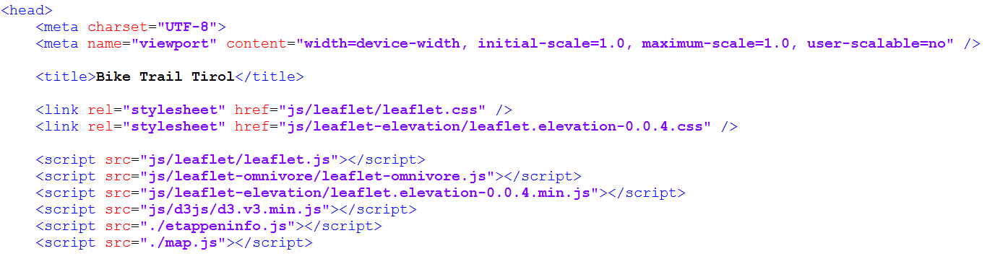 <head>
<meta charset="UTF-8">
<meta name="viewport" content="width=device-width, initial-scale=1.0, maximum-scale=1.0, user-scalable=no" />
<title>Bike Trail Tirol</title>
<link rel="stylesheet" href="js/leaflet/leaflet.css" />
<link rel="stylesheet" href="js/leaflet-elevation/leaflet.elevation-0.0.4.css" />
<script src="js/leaflet/leaflet.js"></script>
<script src="js/leaflet-omnivore/leaflet-omnivore.js"></script>
<script src="js/leaflet-elevation/leaflet.elevation-0.0.4.min.js"></script>
<script src="js/d3js/d3.v3.min.js"></script>
<script src="./etappeninfo.js"></script>
<script src="./map.js"></script>